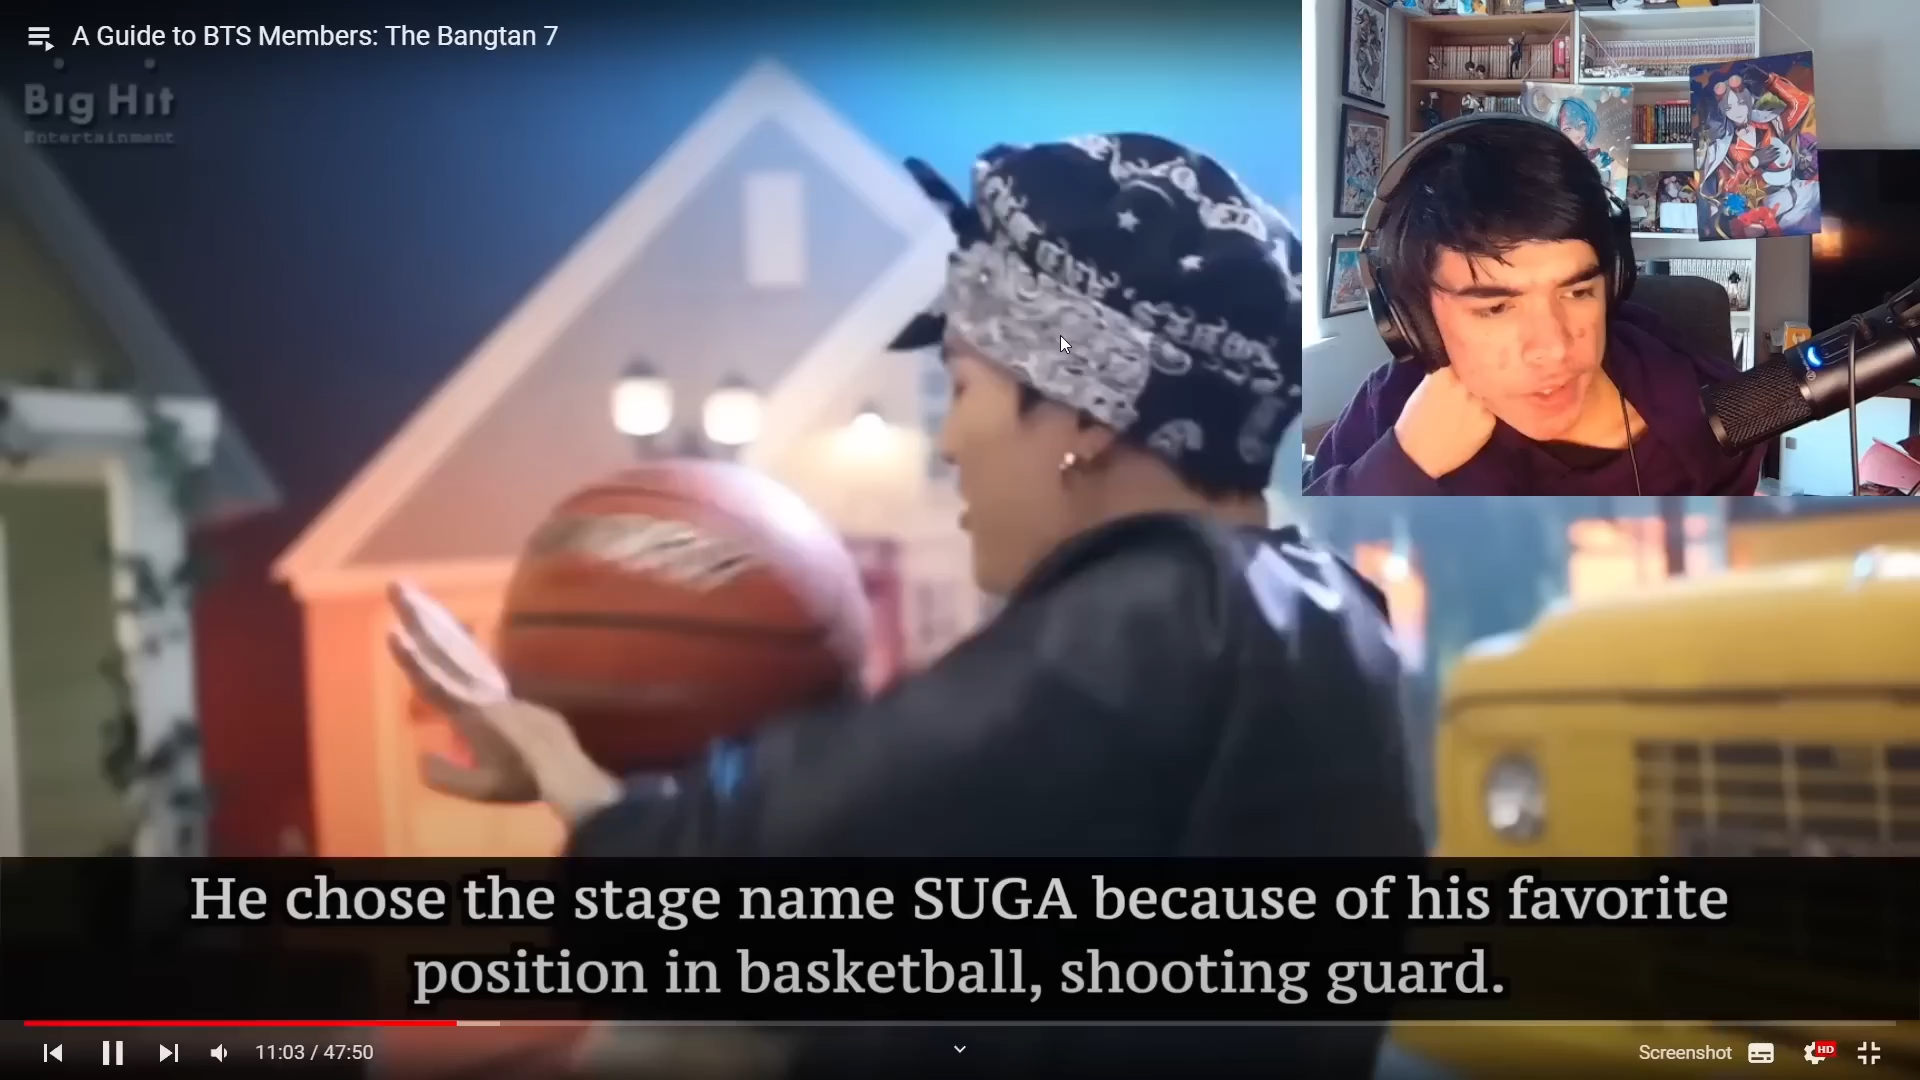 A Guide to BTS Members: The Bangtan 7
Big Hit
Entertainment
He chose the stage name SUGA because of his favorite
position in basketball, shooting guard.
11:03 / 47:50
Screenshot
HD